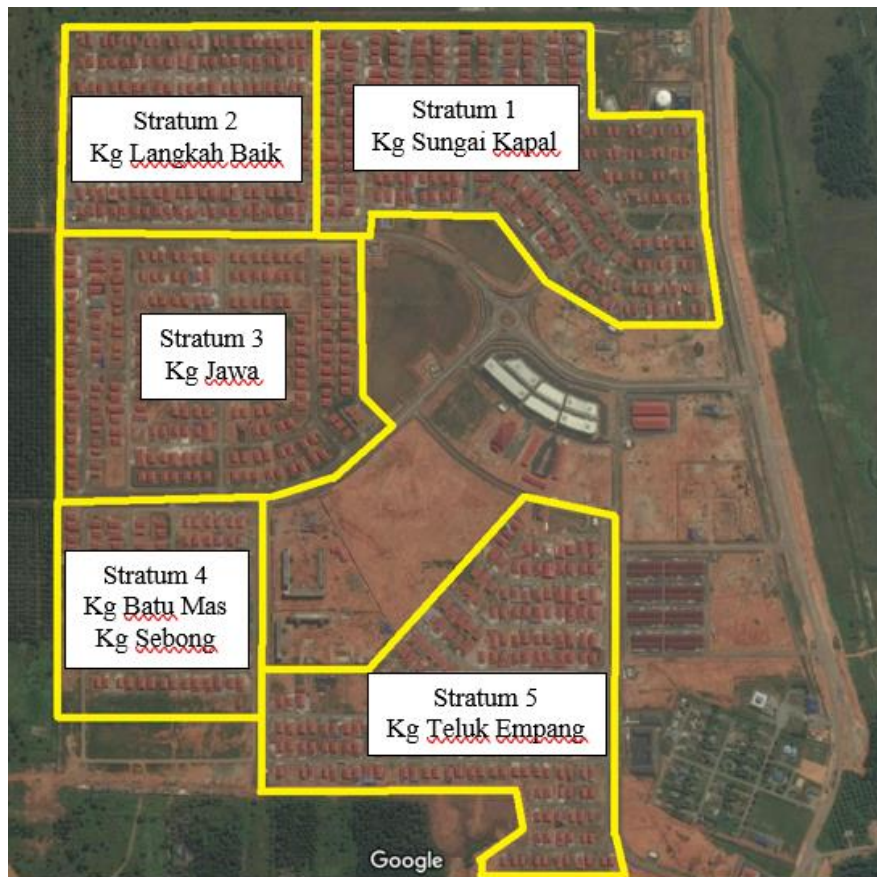 Stratum 2
Kg Langkah Baik
Stratum 1
Kg Sungai Kapal
Stratum 3
Kg Jawa
Stratum 4
Kg Batu Mas
Kg Sebong
Stratum 5
Kg Teluk Empang
Google